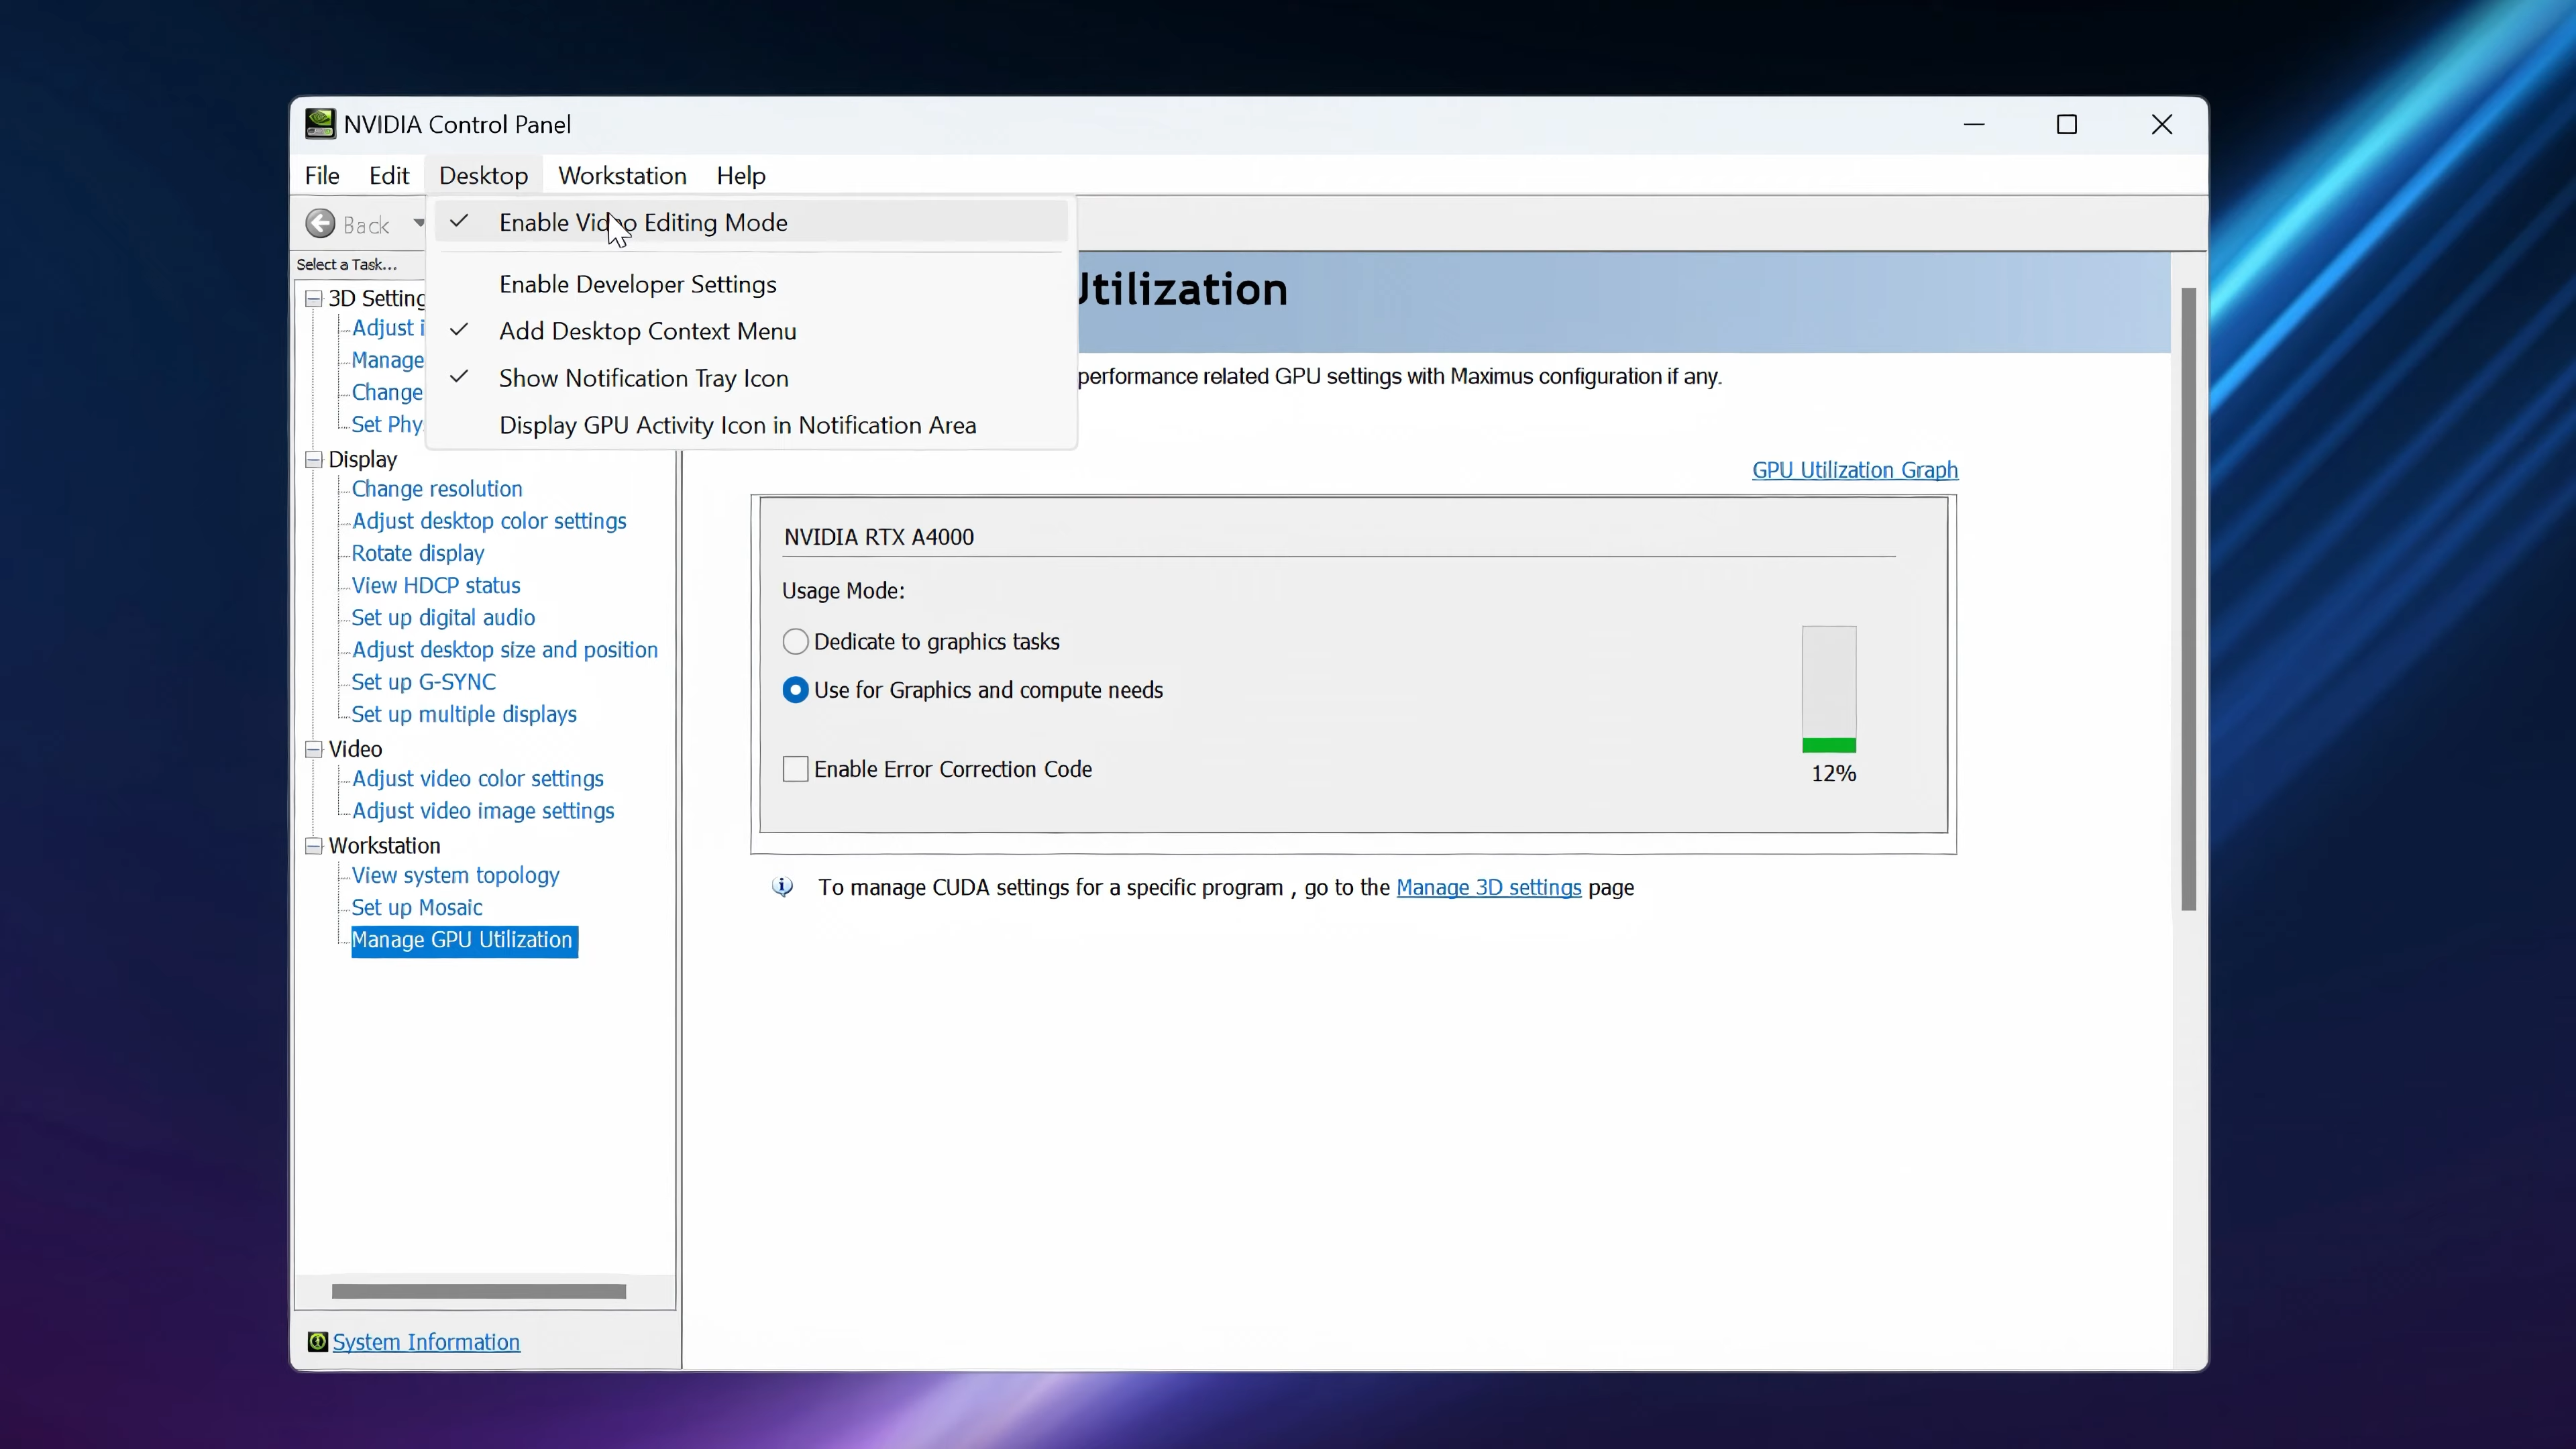 NVIDIA Control Panel
File Edit Desktop Workstation Help
Back
Enable Video Editing Mode
Enable Developer Settings
Add Desktop Context Menu
Show Notification Tray Icon
Display GPU Activity Icon in Notification Area
Select a Task...
3D Setting
Adjust i
Manage
Change
Set Phy
Display
Change resolution
Adjust desktop color settings
Rotate display
View HDCP status
Set up digital audio
Adjust desktop size and position
Set up G-SYNC
Set up multiple displays
Video
Adjust video color settings
Adjust video image settings
Workstation
View system topology
Set up Mosaic
Manage GPU Utilization
System Information
Utilization
performance related GPU settings with Maximus configuration if any.
GPU Utilization Graph
NVIDIA RTX A4000
Usage Mode:
Dedicate to graphics tasks
Use for Graphics and compute needs
Enable Error Correction Code
12%
To manage CUDA settings for a specific program , go to the Manage 3D settings page